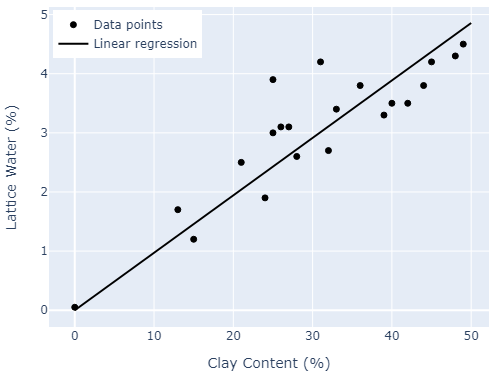 Data points
Linear regression
5
4
3
2
1
0
Lattice Water (%)
0 10 20 30 40 50
Clay Content (%)